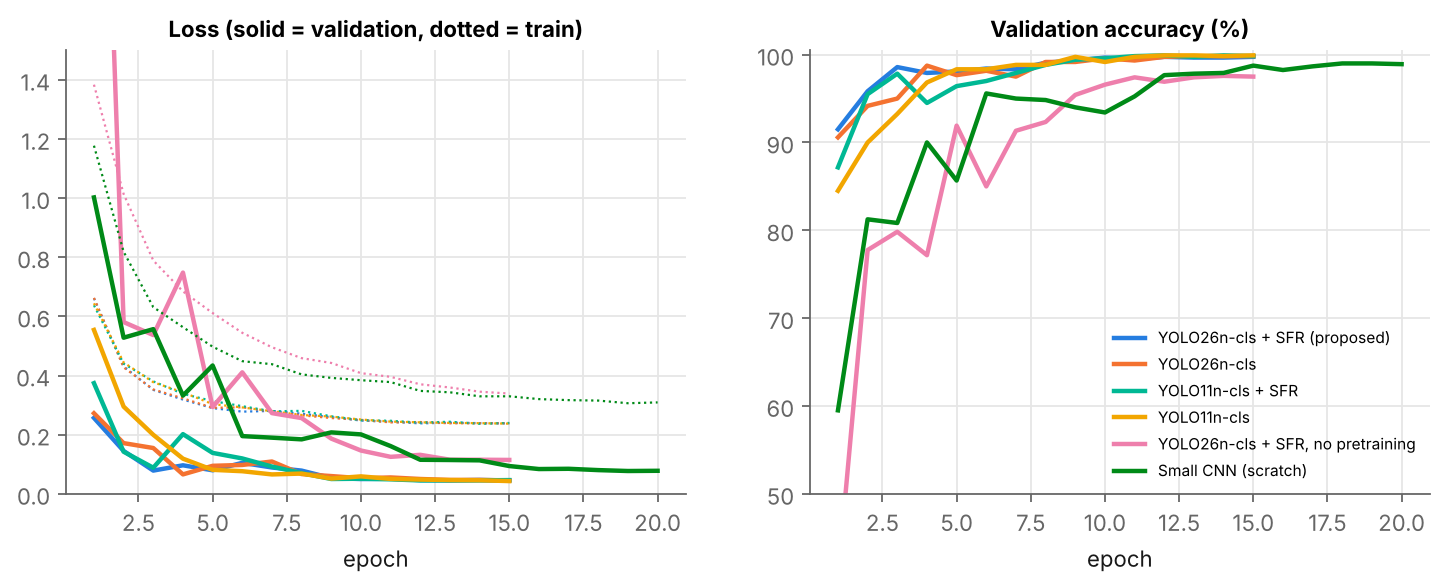 Loss (solid = validation, dotted = train)
1.4
1.2
1.0
0.8
0.6
0.4
0.2
0.0
2.5 5.0 7.5 10.0 12.5 15.0 17.5 20.0
epoch
Validation accuracy (%)
100
90
80
70
60
50
YOLO26n-cls + SFR (proposed)
YOLO26n-cls
YOLO11n-cls + SFR
YOLO11n-cls
YOLO26n-cls + SFR, no pretraining
Small CNN (scratch)
2.5 5.0 7.5 10.0 12.5 15.0 17.5 20.0
epoch